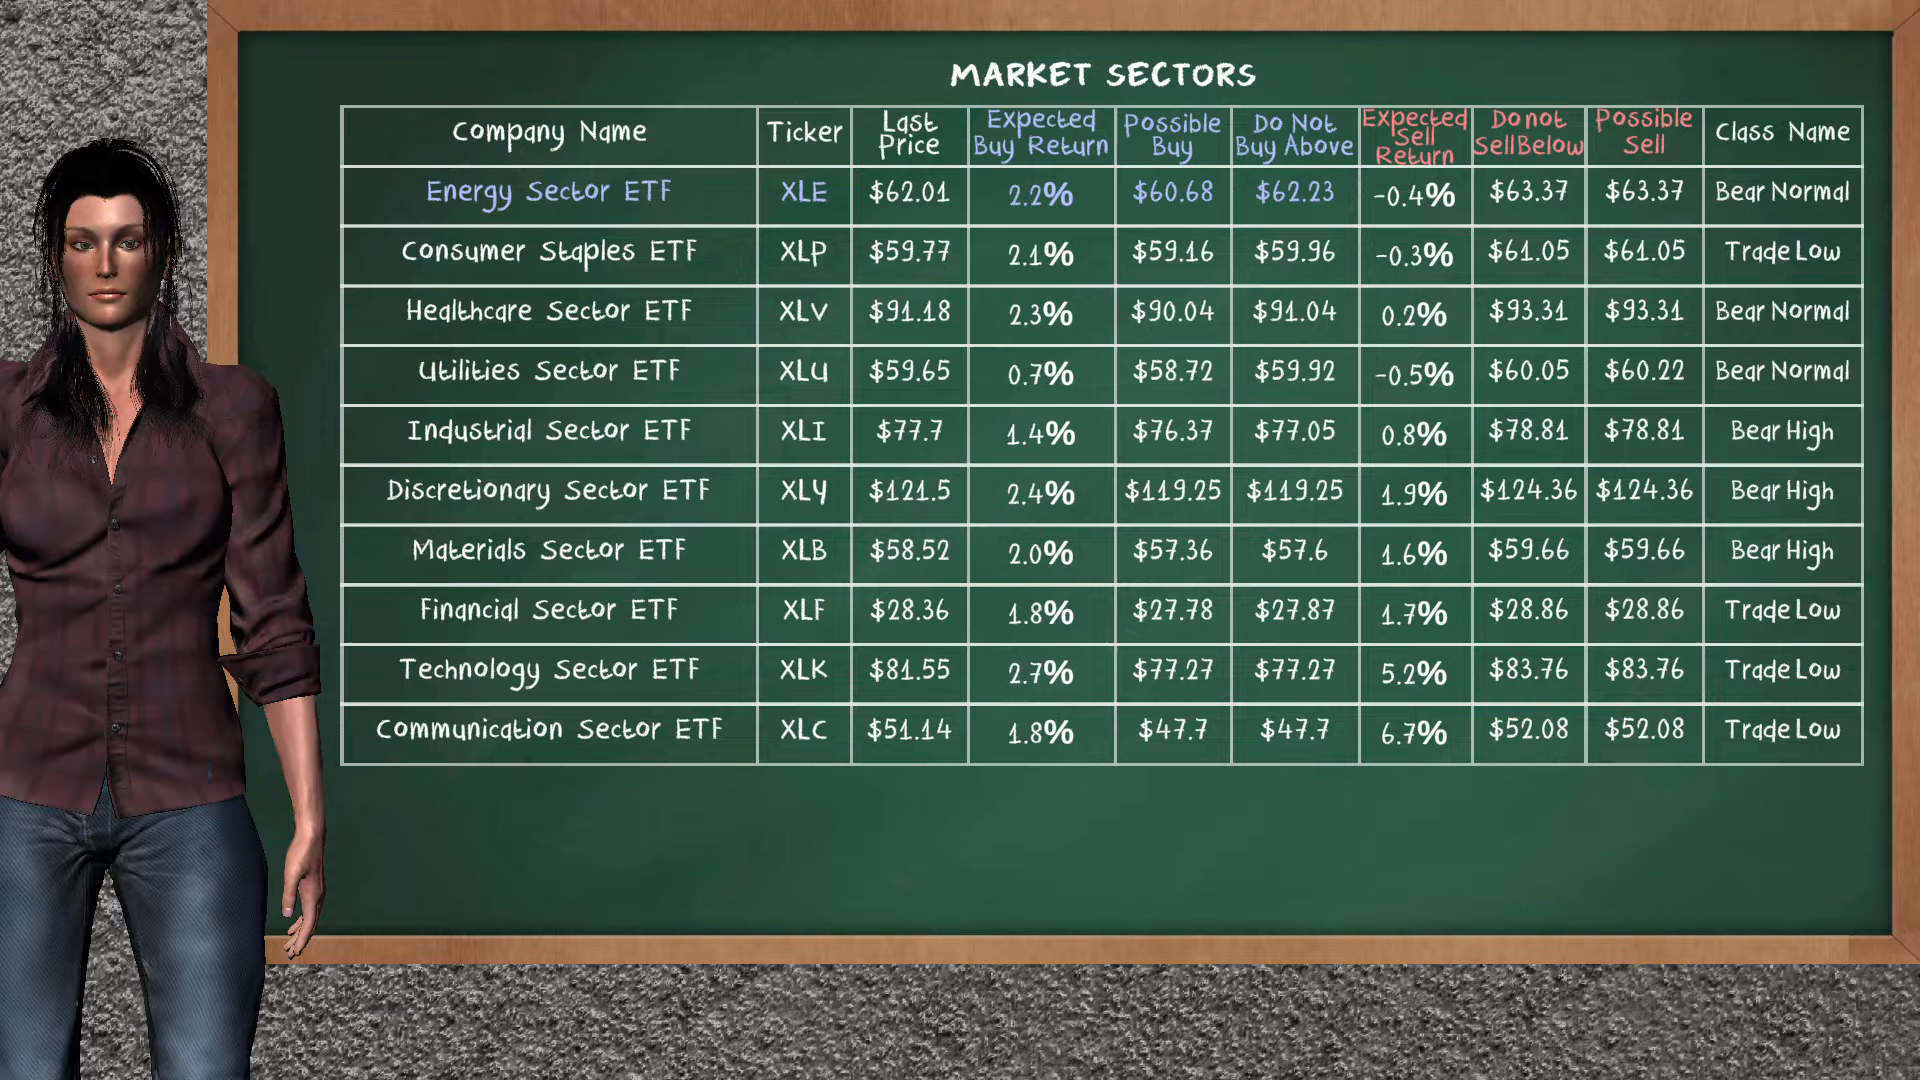 MARKET SECTORS
Company Name Ticker Last Price Expected Buy Return Possible Buy Do Not Buy Above Expected Sell Return Do not Sell Below Possible Sell Class Name
Energy Sector ETF XLE $62.01 2.2% $60.68 $62.23 -0.4% $63.37 $63.37 Bear Normal
Consumer Staples ETF XLP $59.77 2.1% $59.16 $59.96 -0.3% $61.05 $61.05 Trade Low
Healthcare Sector ETF XLV $91.18 2.3% $90.04 $91.04 0.2% $93.31 $93.31 Bear Normal
Utilities Sector ETF XLU $59.65 0.7% $58.72 $59.92 -0.5% $60.05 $60.22 Bear Normal
Industrial Sector ETF XLI $77.7 1.4% $76.37 $77.05 0.8% $78.81 $78.81 Bear High
Discretionary Sector ETF XLY $121.5 2.4% $119.25 $119.25 1.9% $124.36 $124.36 Bear High
Materials Sector ETF XLB $58.52 2.0% $57.36 $57.6 1.6% $59.66 $59.66 Bear High
Financial Sector ETF XLF $28.36 1.8% $27.78 $27.87 1.7% $28.86 $28.86 Trade Low
Technology Sector ETF XLK $81.55 2.7% $77.27 $77.27 5.2% $83.76 $83.76 Trade Low
Communication Sector ETF XLC $51.14 1.8% $47.7 $47.7 6.7% $52.08 $52.08 Trade Low